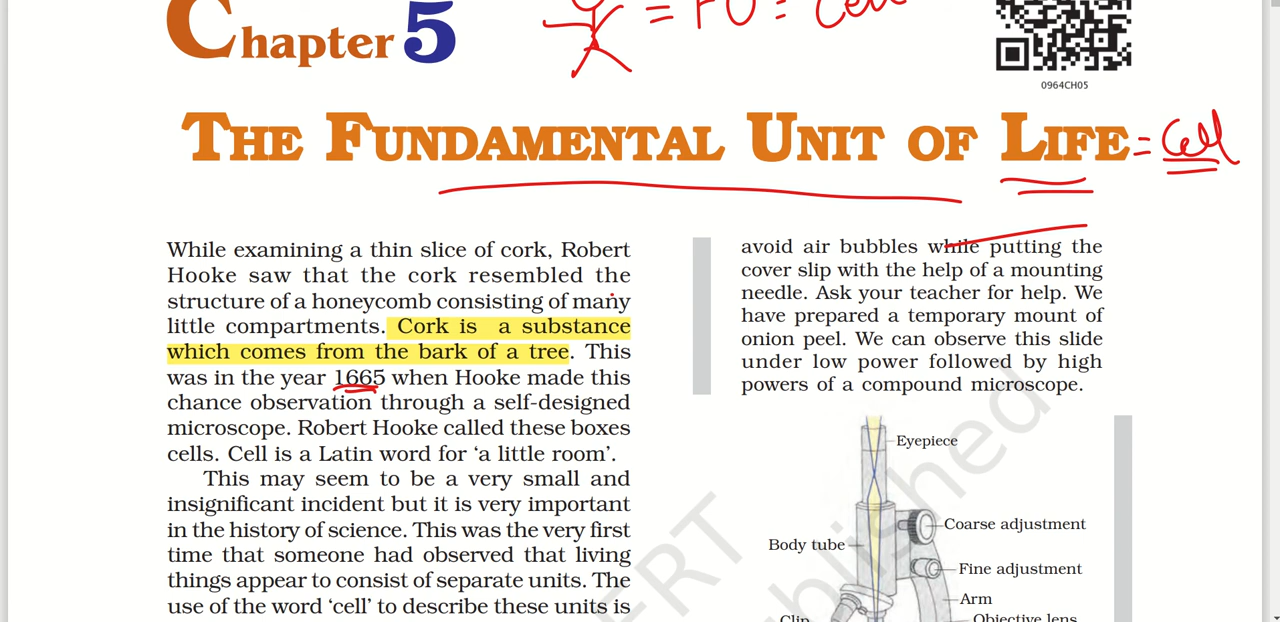 Chapter 5
= FU = Cell
0964CH05
THE FUNDAMENTAL UNIT OF LIFE = Cell
While examining a thin slice of cork, Robert
Hooke saw that the cork resembled the
structure of a honeycomb consisting of many
little compartments. Cork is a substance
which comes from the bark of a tree. This
was in the year 1665 when Hooke made this
chance observation through a self-designed
microscope. Robert Hooke called these boxes
cells. Cell is a Latin word for ‘a little room’.
This may seem to be a very small and
insignificant incident but it is very important
in the history of science. This was the very first
time that someone had observed that living
things appear to consist of separate units. The
use of the word ‘cell’ to describe these units is
avoid air bubbles while putting the
cover slip with the help of a mounting
needle. Ask your teacher for help. We
have prepared a temporary mount of
onion peel. We can observe this slide
under low power followed by high
powers of a compound microscope.
Eyepiece
Coarse adjustment
Body tube
Fine adjustment
Arm
Objective lens
Clip